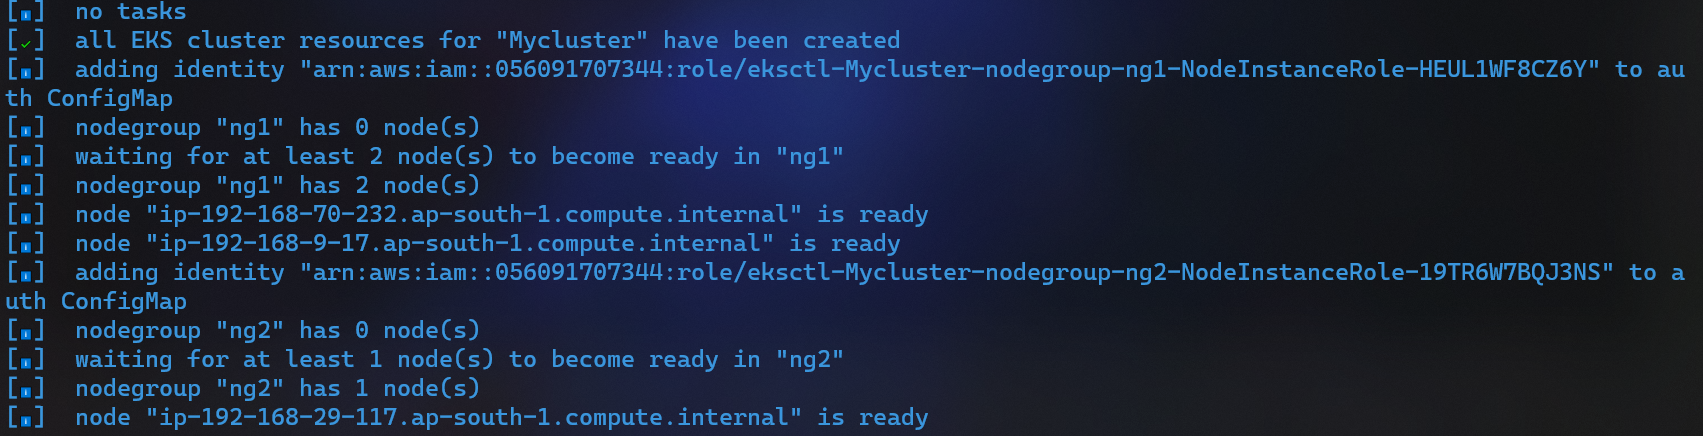 [i]  no tasks
[✓]  all EKS cluster resources for "Mycluster" have been created
[i]  adding identity "arn:aws:iam::056091707344:role/eksctl-Mycluster-nodegroup-ng1-NodeInstanceRole-HEUL1WF8CZ6Y" to au
th ConfigMap
[i]  nodegroup "ng1" has 0 node(s)
[i]  waiting for at least 2 node(s) to become ready in "ng1"
[i]  nodegroup "ng1" has 2 node(s)
[i]  node "ip-192-168-70-232.ap-south-1.compute.internal" is ready
[i]  node "ip-192-168-9-17.ap-south-1.compute.internal" is ready
[i]  adding identity "arn:aws:iam::056091707344:role/eksctl-Mycluster-nodegroup-ng2-NodeInstanceRole-19TR6W7BQJ3NS" to a
uth ConfigMap
[i]  nodegroup "ng2" has 0 node(s)
[i]  waiting for at least 1 node(s) to become ready in "ng2"
[i]  nodegroup "ng2" has 1 node(s)
[i]  node "ip-192-168-29-117.ap-south-1.compute.internal" is ready